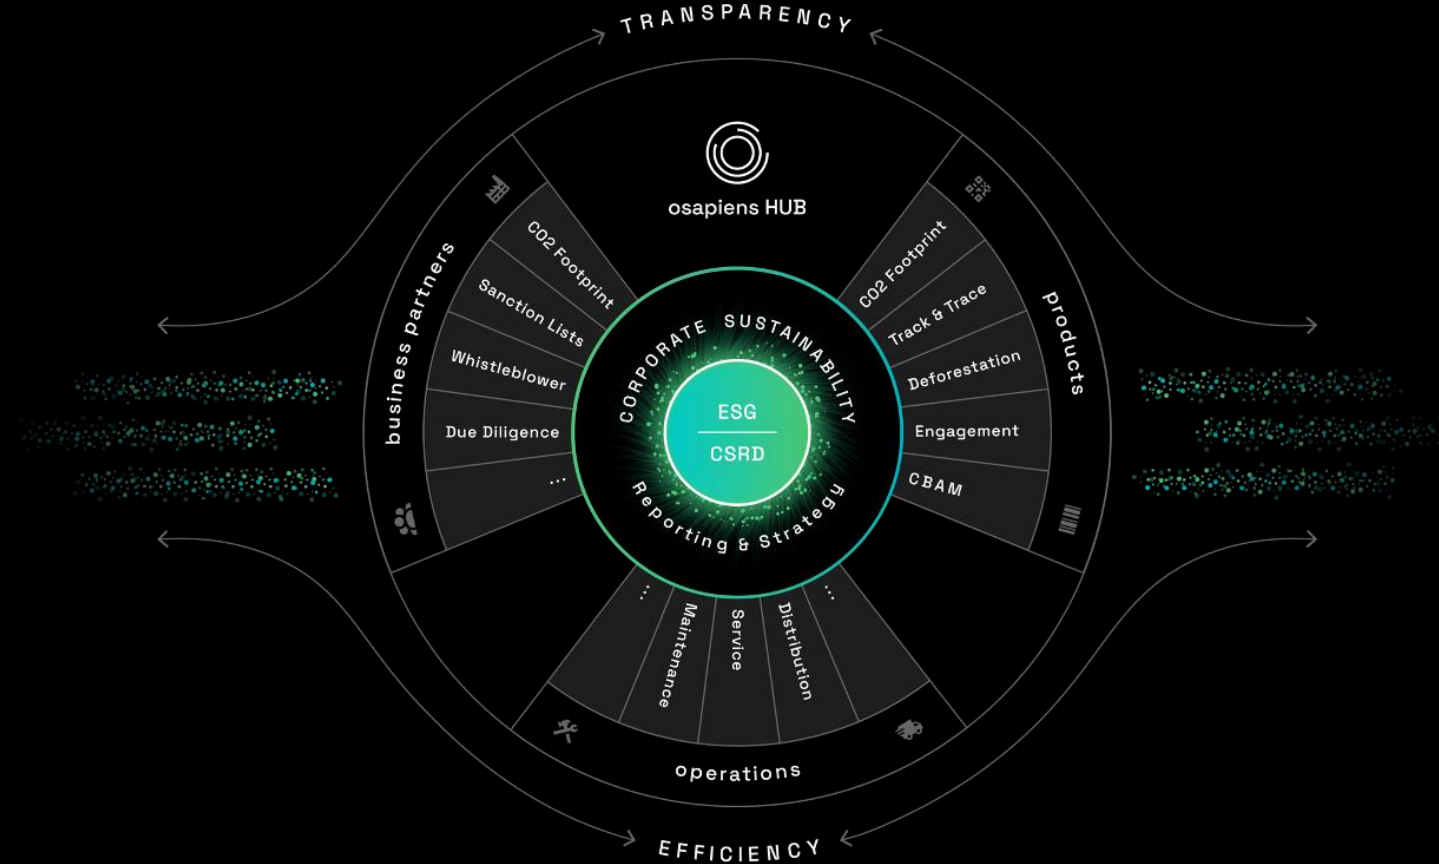 TRANSPARENCY
osapiens HUB
business partners
CO2 Footprint
Sanction Lists
Whistleblower
Due Diligence
...
CORPORATE SUSTAINABILITY
ESG
CSRD
Reporting & Strategy
products
CO2 Footprint
Track & Trace
Deforestation
Engagement
CBAM
...
Maintenance
Service
Distribution
...
operations
EFFICIENCY